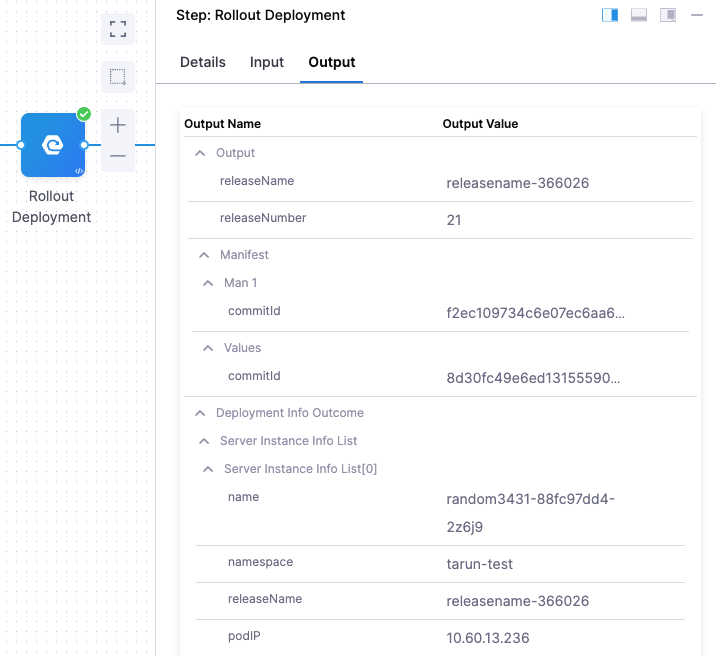 Step: Rollout Deployment
Details Input Output
Output Name Output Value
Output
releaseName releasename-366026
releaseNumber 21
Manifest
Man 1
commitId f2ec109734c6e07ec6aa6...
Values
commitId 8d30fc49e6ed13155590...
Deployment Info Outcome
Server Instance Info List
Server Instance Info List[0]
name random3431-88fc97dd4-
2z6j9
namespace tarun-test
releaseName releasename-366026
podIP 10.60.13.236
Rollout
Deployment